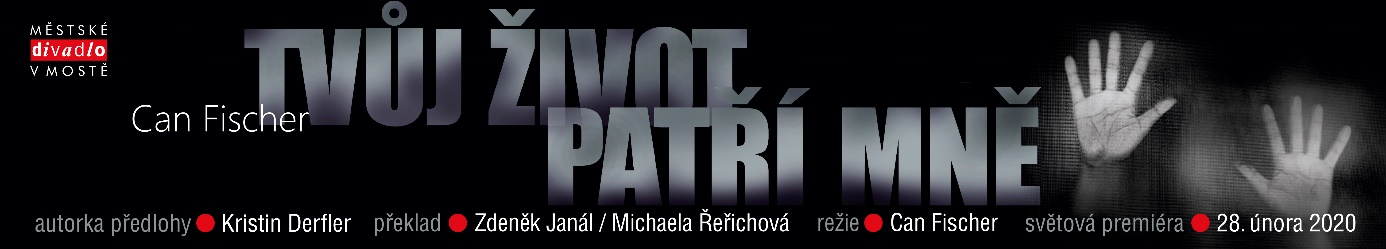 MĚSTSKÉ
divadlo
V MOSTĚ
Can Fischer
TVŮJ ŽIVOT
PATŘÍ MNĚ
autorka předlohy ● Kristin Derfler překlad ● Zdeněk Janál / Michaela Řeřichová režie ● Can Fischer světová premiéra ● 28. února 2020